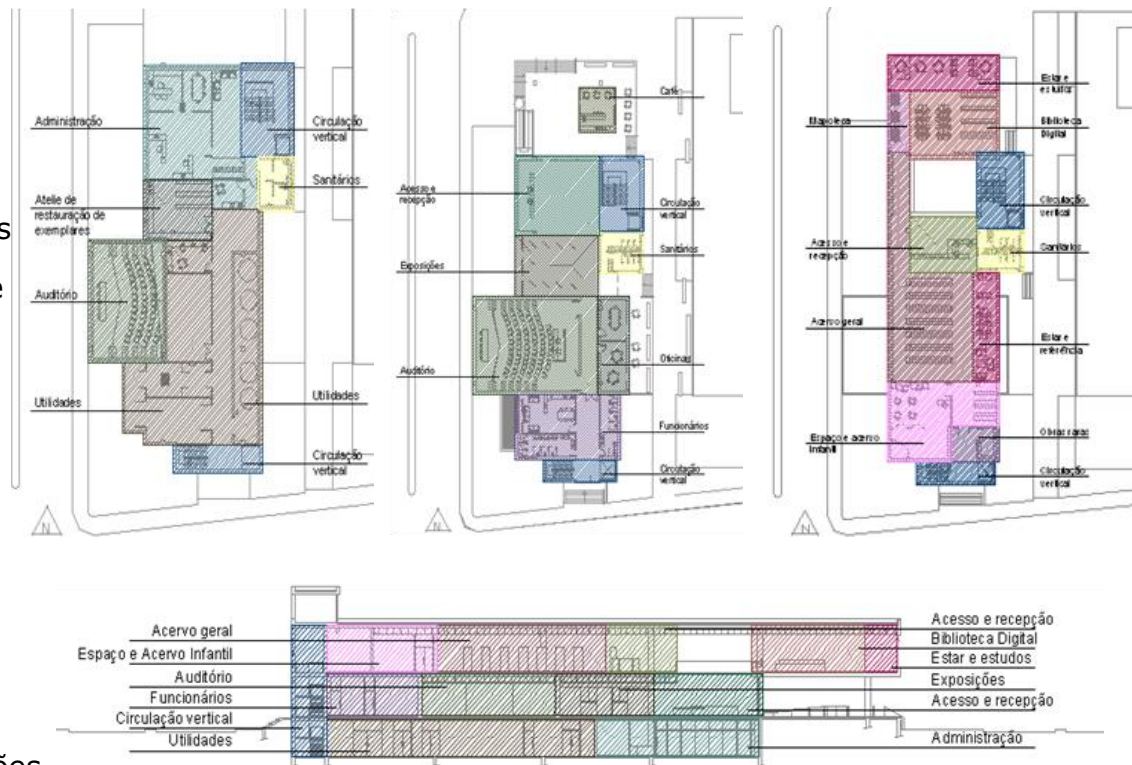 s
e
ões
Administração
Atelie de
restauração de
exemplares
Auditório
Utilidades
Circulação
vertical
Sanitários
Utilidades
Circulação
vertical
N
Café
Acesso e
recepção
Exposições
Auditório
Circulação
vertical
Sanitários
Oficinas
Funcionários
Circulação
vertical
N
Mapoteca
Acesso e
recepção
Acervo geral
Espaço e acervo
Infantil
Estar e
estudos
Biblioteca
Digital
Circulação
vertical
Sanitários
Estar e
referência
Obras raras
Circulação
vertical
N
Acervo geral
Espaço e Acervo Infantil
Auditório
Funcionários
Circulação vertical
Utilidades
Acesso e recepção
Biblioteca Digital
Estar e estudos
Exposições
Acesso e recepção
Administração